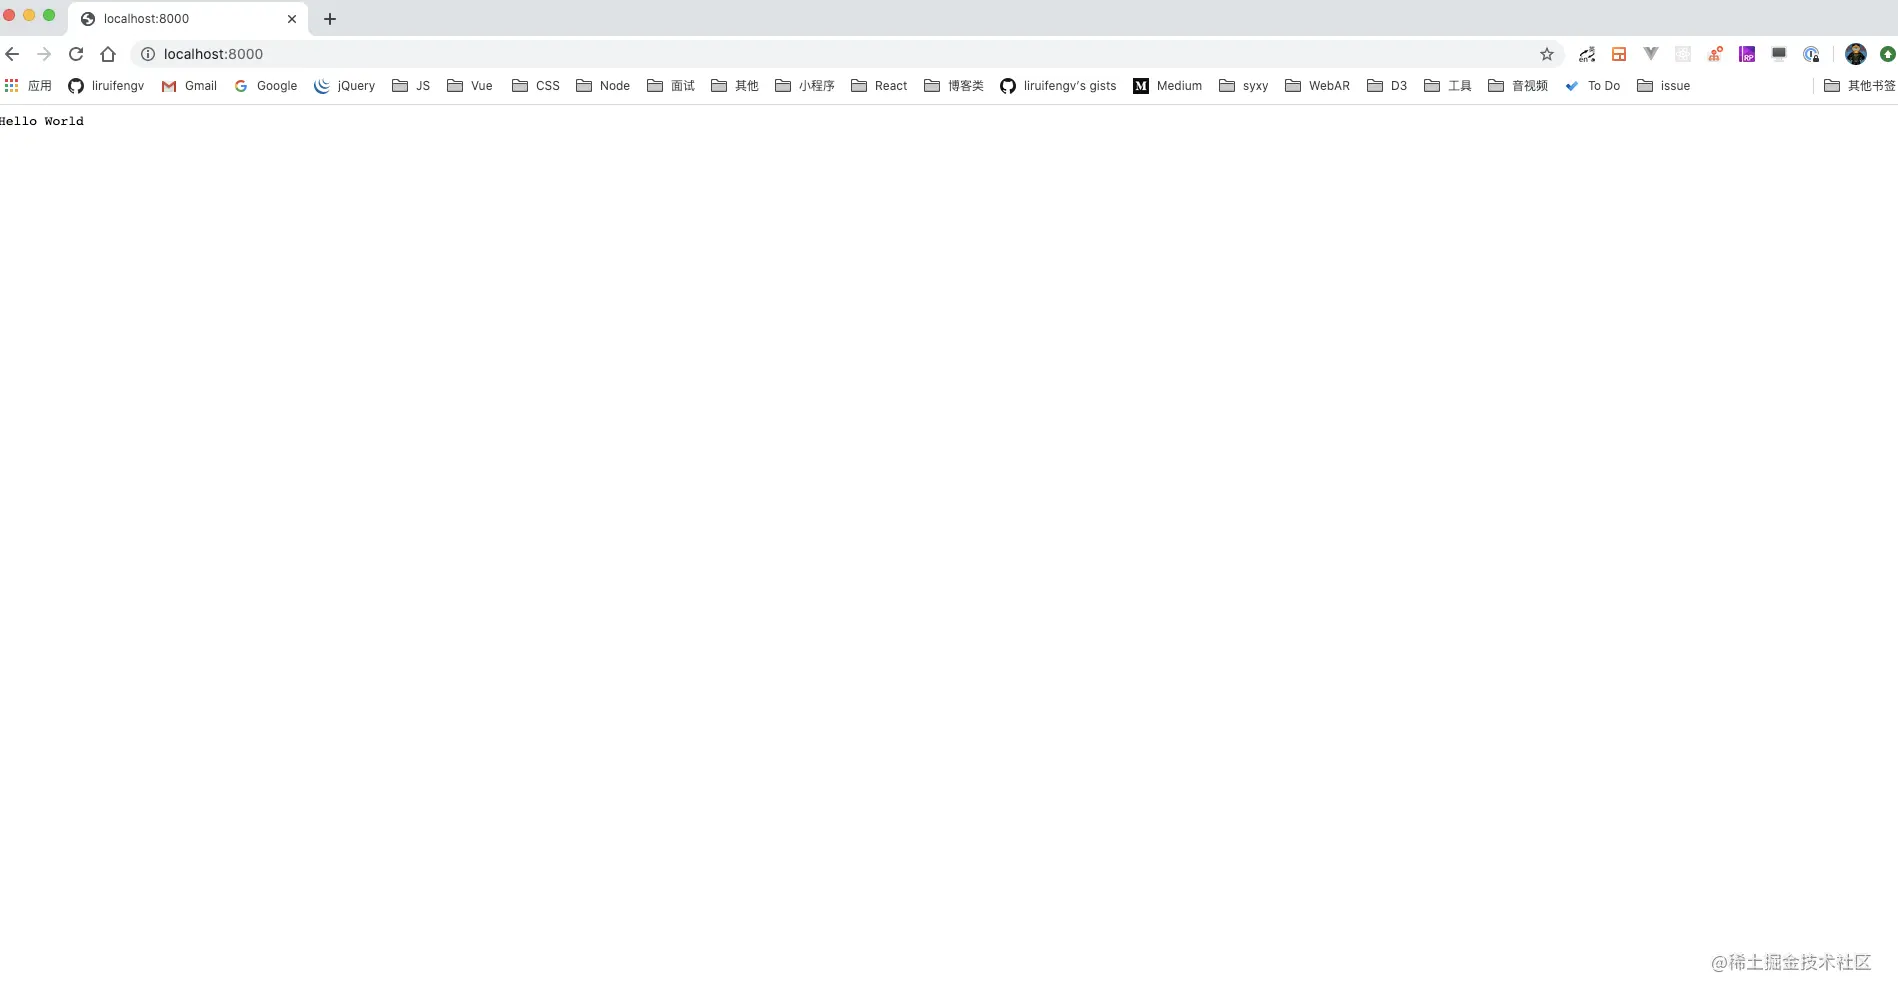 localhost:8000
localhost:8000
应用 liruifengv Gmail Google jQuery JS Vue CSS Node 面试 其他 小程序 React 博客类 liruifengv's gists Medium syxy WebAR D3 工具 音视频 To Do issue 其他书签
Hello World
@稀土掘金技术社区